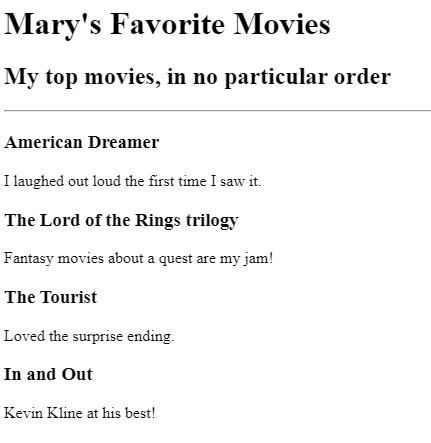 Mary's Favorite Movies
My top movies, in no particular order
American Dreamer
I laughed out loud the first time I saw it.
The Lord of the Rings trilogy
Fantasy movies about a quest are my jam!
The Tourist
Loved the surprise ending.
In and Out
Kevin Kline at his best!